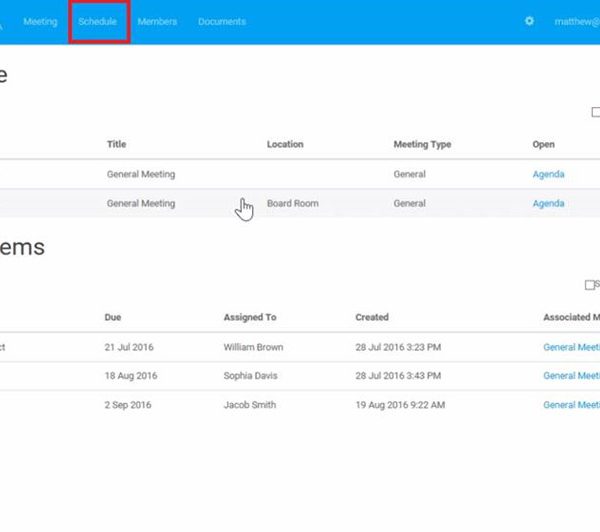 Meeting Schedule Members Documents matthew@
e
Title Location Meeting Type Open
General Meeting General Agenda
General Meeting Board Room General Agenda
ems
S
Due Assigned To Created Associated M
ct 21 Jul 2016 William Brown 28 Jul 2016 3:23 PM General Meeti
18 Aug 2016 Sophia Davis 28 Jul 2016 3:43 PM General Meeti
2 Sep 2016 Jacob Smith 19 Aug 2016 9:22 AM General Meeti